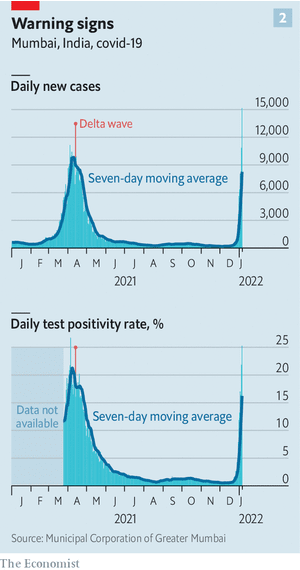 Warning signs
2
Mumbai, India, covid-19
Daily new cases
15,000
Delta wave
12,000
9,000
Seven-day moving average
6,000
3,000
0
J F M A M J J A S O N D J
2021 2022
Daily test positivity rate, %
25
20
Data not
available
Seven-day moving average
15
10
5
0
J F M A M J J A S O N D J
2021 2022
Source: Municipal Corporation of Greater Mumbai
The Economist